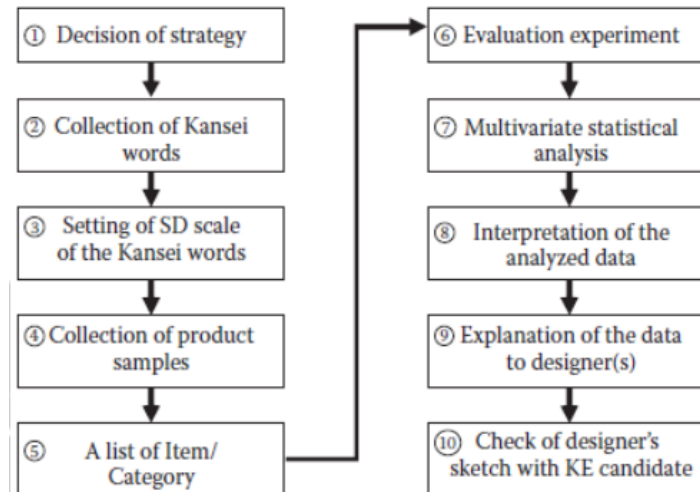 ① Decision of strategy
② Collection of Kansei
words
③ Setting of SD scale
of the Kansei words
④ Collection of product
samples
⑤ A list of Item/
Category
⑥ Evaluation experiment
⑦ Multivariate statistical
analysis
⑧ Interpretation of the
analyzed data
⑨ Explanation of the data
to designer(s)
⑩ Check of designer's
sketch with KE candidate